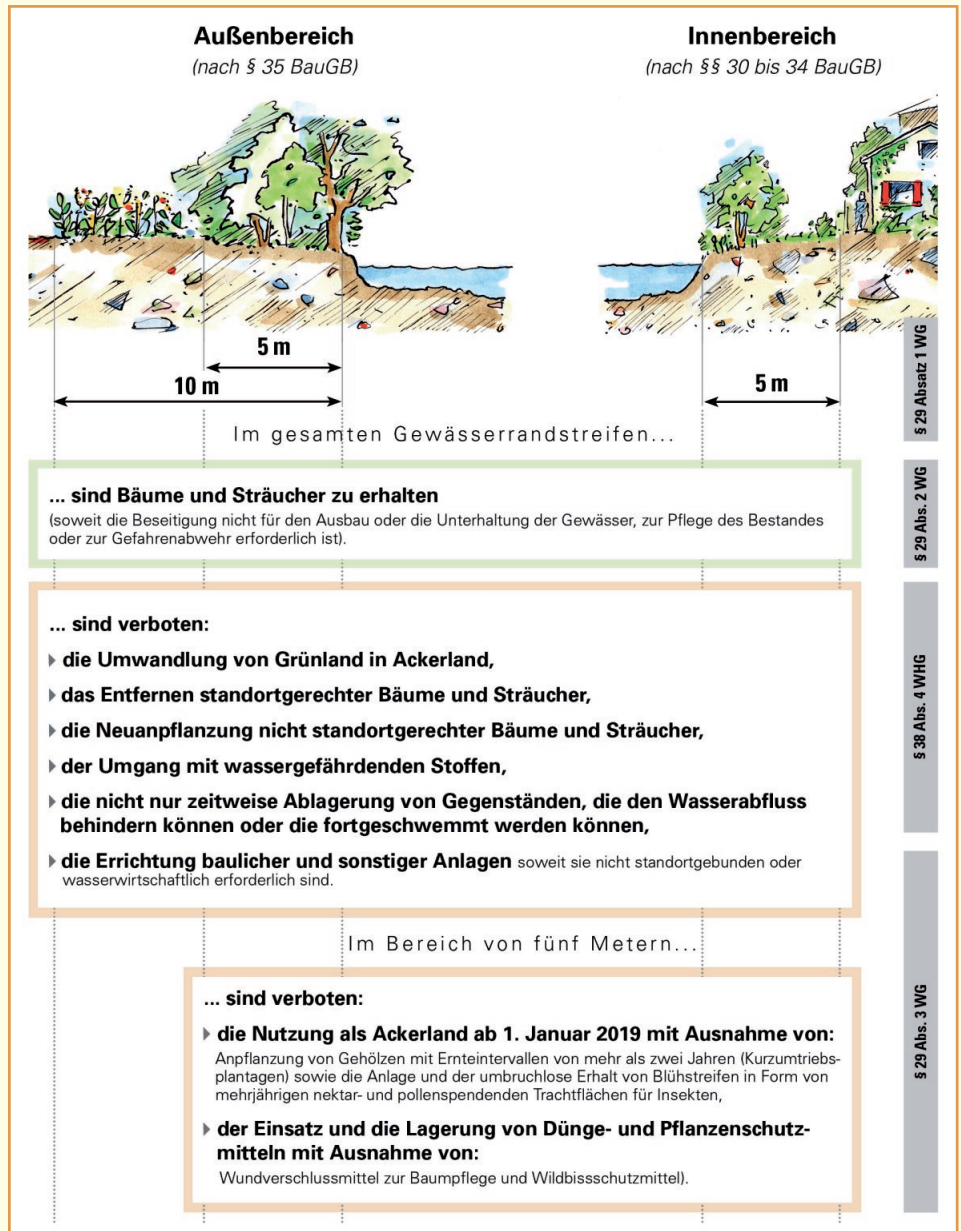 Außenbereich
(nach § 35 BauGB)
Innenbereich
(nach §§ 30 bis 34 BauGB)
5 m
10 m
5 m
§ 29 Absatz 1 WG
Im gesamten Gewässerrandstreifen...
... sind Bäume und Sträucher zu erhalten
(soweit die Beseitigung nicht für den Ausbau oder die Unterhaltung der Gewässer, zur Pflege des Bestandes
oder zur Gefahrenabwehr erforderlich ist).
§ 29 Abs. 2 WG
... sind verboten:
die Umwandlung von Grünland in Ackerland,
das Entfernen standortgerechter Bäume und Sträucher,
die Neuanpflanzung nicht standortgerechter Bäume und Sträucher,
der Umgang mit wassergefährdenden Stoffen,
die nicht nur zeitweise Ablagerung von Gegenständen, die den Wasserabfluss
behindern können oder die fortgeschwemmt werden können,
die Errichtung baulicher und sonstiger Anlagen soweit sie nicht standortgebunden oder
wasserwirtschaftlich erforderlich sind.
§ 38 Abs. 4 WHG
Im Bereich von fünf Metern...
... sind verboten:
die Nutzung als Ackerland ab 1. Januar 2019 mit Ausnahme von:
Anpflanzung von Gehölzen mit Ernteintervallen von mehr als zwei Jahren (Kurzumtriebs-
plantagen) sowie die Anlage und der umbruchlose Erhalt von Blühstreifen in Form von
mehrjährigen nektar- und pollenspendenden Trachtflächen für Insekten,
der Einsatz und die Lagerung von Dünge- und Pflanzenschutz-
mitteln mit Ausnahme von:
Wundverschlussmittel zur Baumpflege und Wildbissschutzmittel).
§ 29 Abs. 3 WG